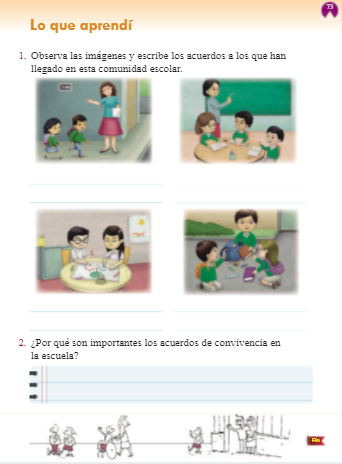 73
Lo que aprendí
1. Observa las imágenes y escribe los acuerdos a los que han
llegado en esta comunidad escolar.
2. ¿Por qué son importantes los acuerdos de convivencia en
la escuela?
Fin